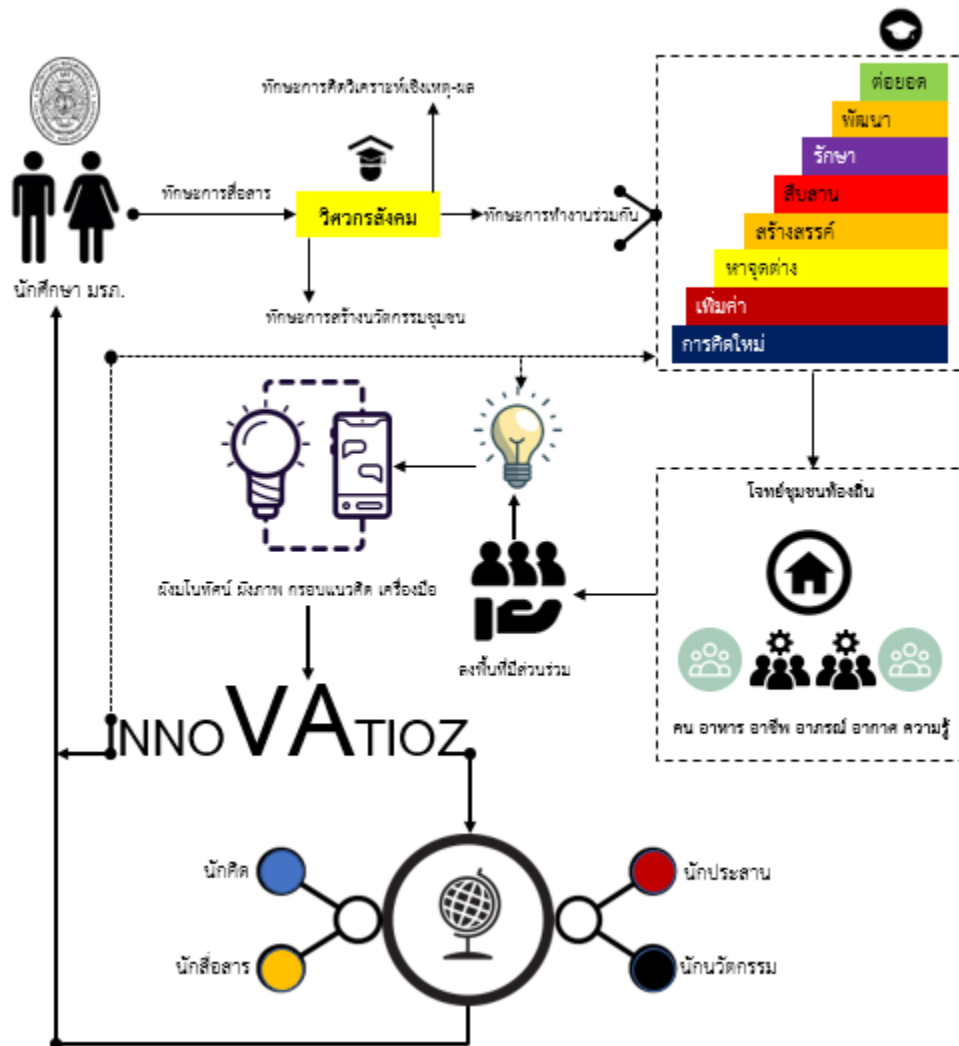 ทักษะการคิดวิเคราะห์เชิงเหตุ-ผล
ต่อยอด
พัฒนา
รักษา
สืบสาน
สร้างสรรค์
หาจุดต่าง
เพิ่มค่า
การคิดใหม่
ทักษะการสื่อสาร
วิศวกรสังคม
ทักษะการทำงานร่วมกัน
นักศึกษา มรภ.
ทักษะการสร้างนวัตกรรมชุมชน
โจทย์ชุมชนท้องถิ่น
ผังมโนทัศน์ ผังภาพ กรอบแนวคิด เครื่องมือ
ลงพื้นที่มีส่วนร่วม
คน อาหาร อาชีพ อาภรณ์ อากาศ ความรู้
INNOVATIOZ
นักคิด
นักประสาน
นักสื่อสาร
นักนวัตกรรม